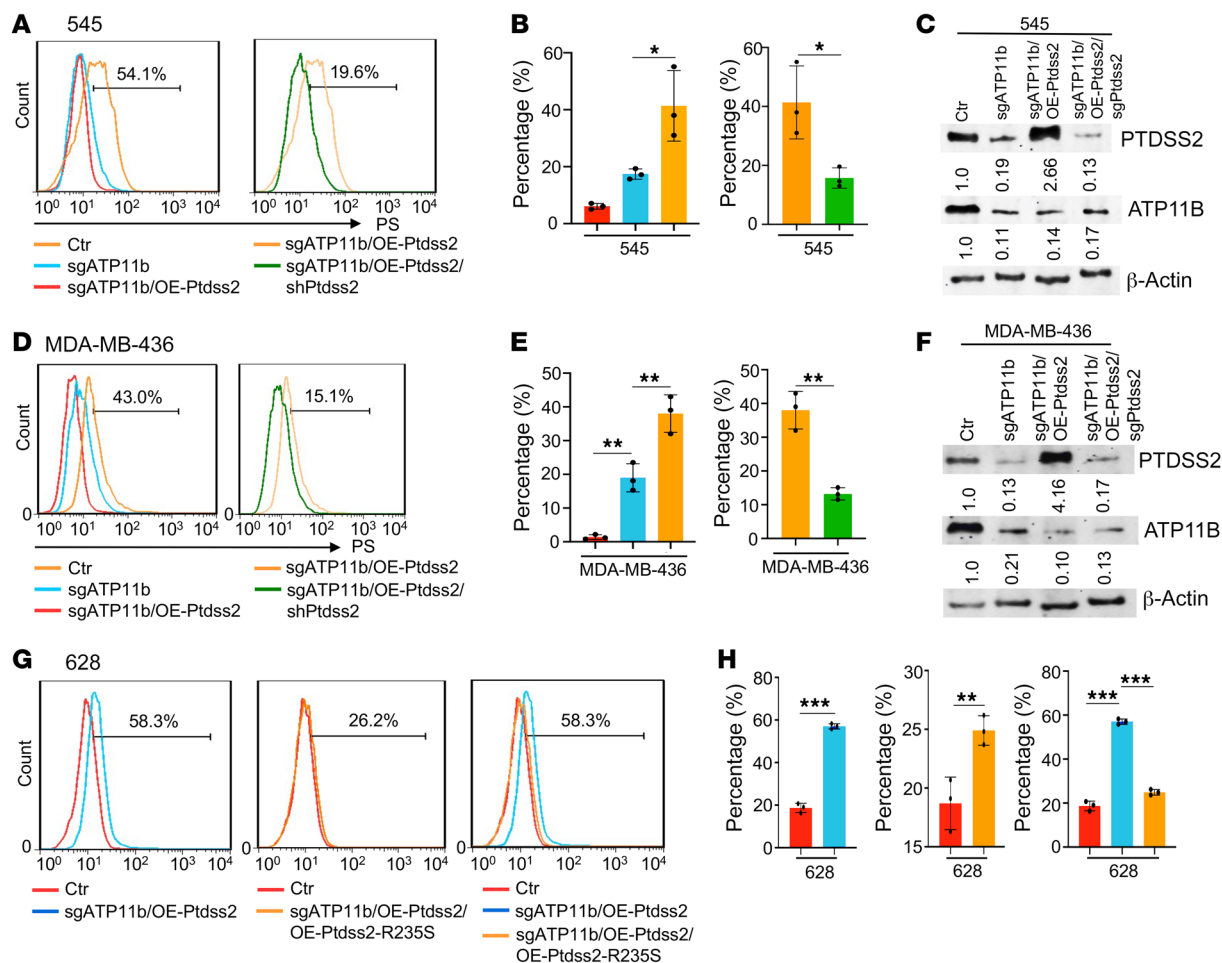 A
545
54.1%
19.6%
Count
10⁰ 10¹ 10² 10³ 10⁴
10⁰ 10¹ 10² 10³ 10⁴
PS
Ctr
sgATP11b
sgATP11b/OE-Ptdss2
sgATP11b/OE-Ptdss2
sgATP11b/OE-Ptdss2/
shPtdss2
B
Percentage (%)
60
40
20
0
*
545
Percentage (%)
60
40
20
0
*
545
C
545
Ctr
sgATP11b
sgATP11b/
OE-Ptdss2
sgATP11b/
OE-Ptdss2/
sgPtdss2
PTDSS2
1.0 0.19 2.66 0.13
ATP11B
1.0 0.11 0.14 0.17
β-Actin
D
MDA-MB-436
43.0%
15.1%
Count
0
0
10⁰ 10¹ 10² 10³ 10⁴
10⁰ 10¹ 10² 10³ 10⁴
PS
Ctr
sgATP11b
sgATP11b/OE-Ptdss2
sgATP11b/OE-Ptdss2
sgATP11b/OE-Ptdss2/
shPtdss2
E
Percentage (%)
50
40
30
20
10
0
**
**
MDA-MB-436
Percentage (%)
50
40
30
20
10
0
**
MDA-MB-436
F
MDA-MB-436
Ctr
sgATP11b
sgATP11b/
OE-Ptdss2
sgATP11b/
OE-Ptdss2/
sgPtdss2
PTDSS2
1.0 0.13 4.16 0.17
ATP11B
1.0 0.21 0.10 0.13
β-Actin
G
628
58.3%
26.2%
58.3%
Count
0
0
0
10⁰ 10¹ 10² 10³ 10⁴
10⁰ 10¹ 10² 10³ 10⁴
10⁰ 10¹ 10² 10³ 10⁴
Ctr
sgATP11b/OE-Ptdss2
Ctr
sgATP11b/OE-Ptdss2/
OE-Ptdss2-R235S
Ctr
sgATP11b/OE-Ptdss2
sgATP11b/OE-Ptdss2/
OE-Ptdss2-R235S
H
Percentage (%)
80
60
40
20
0
***
628
Percentage (%)
30
25
20
15
**
628
Percentage (%)
80
60
40
20
0
***
***
628